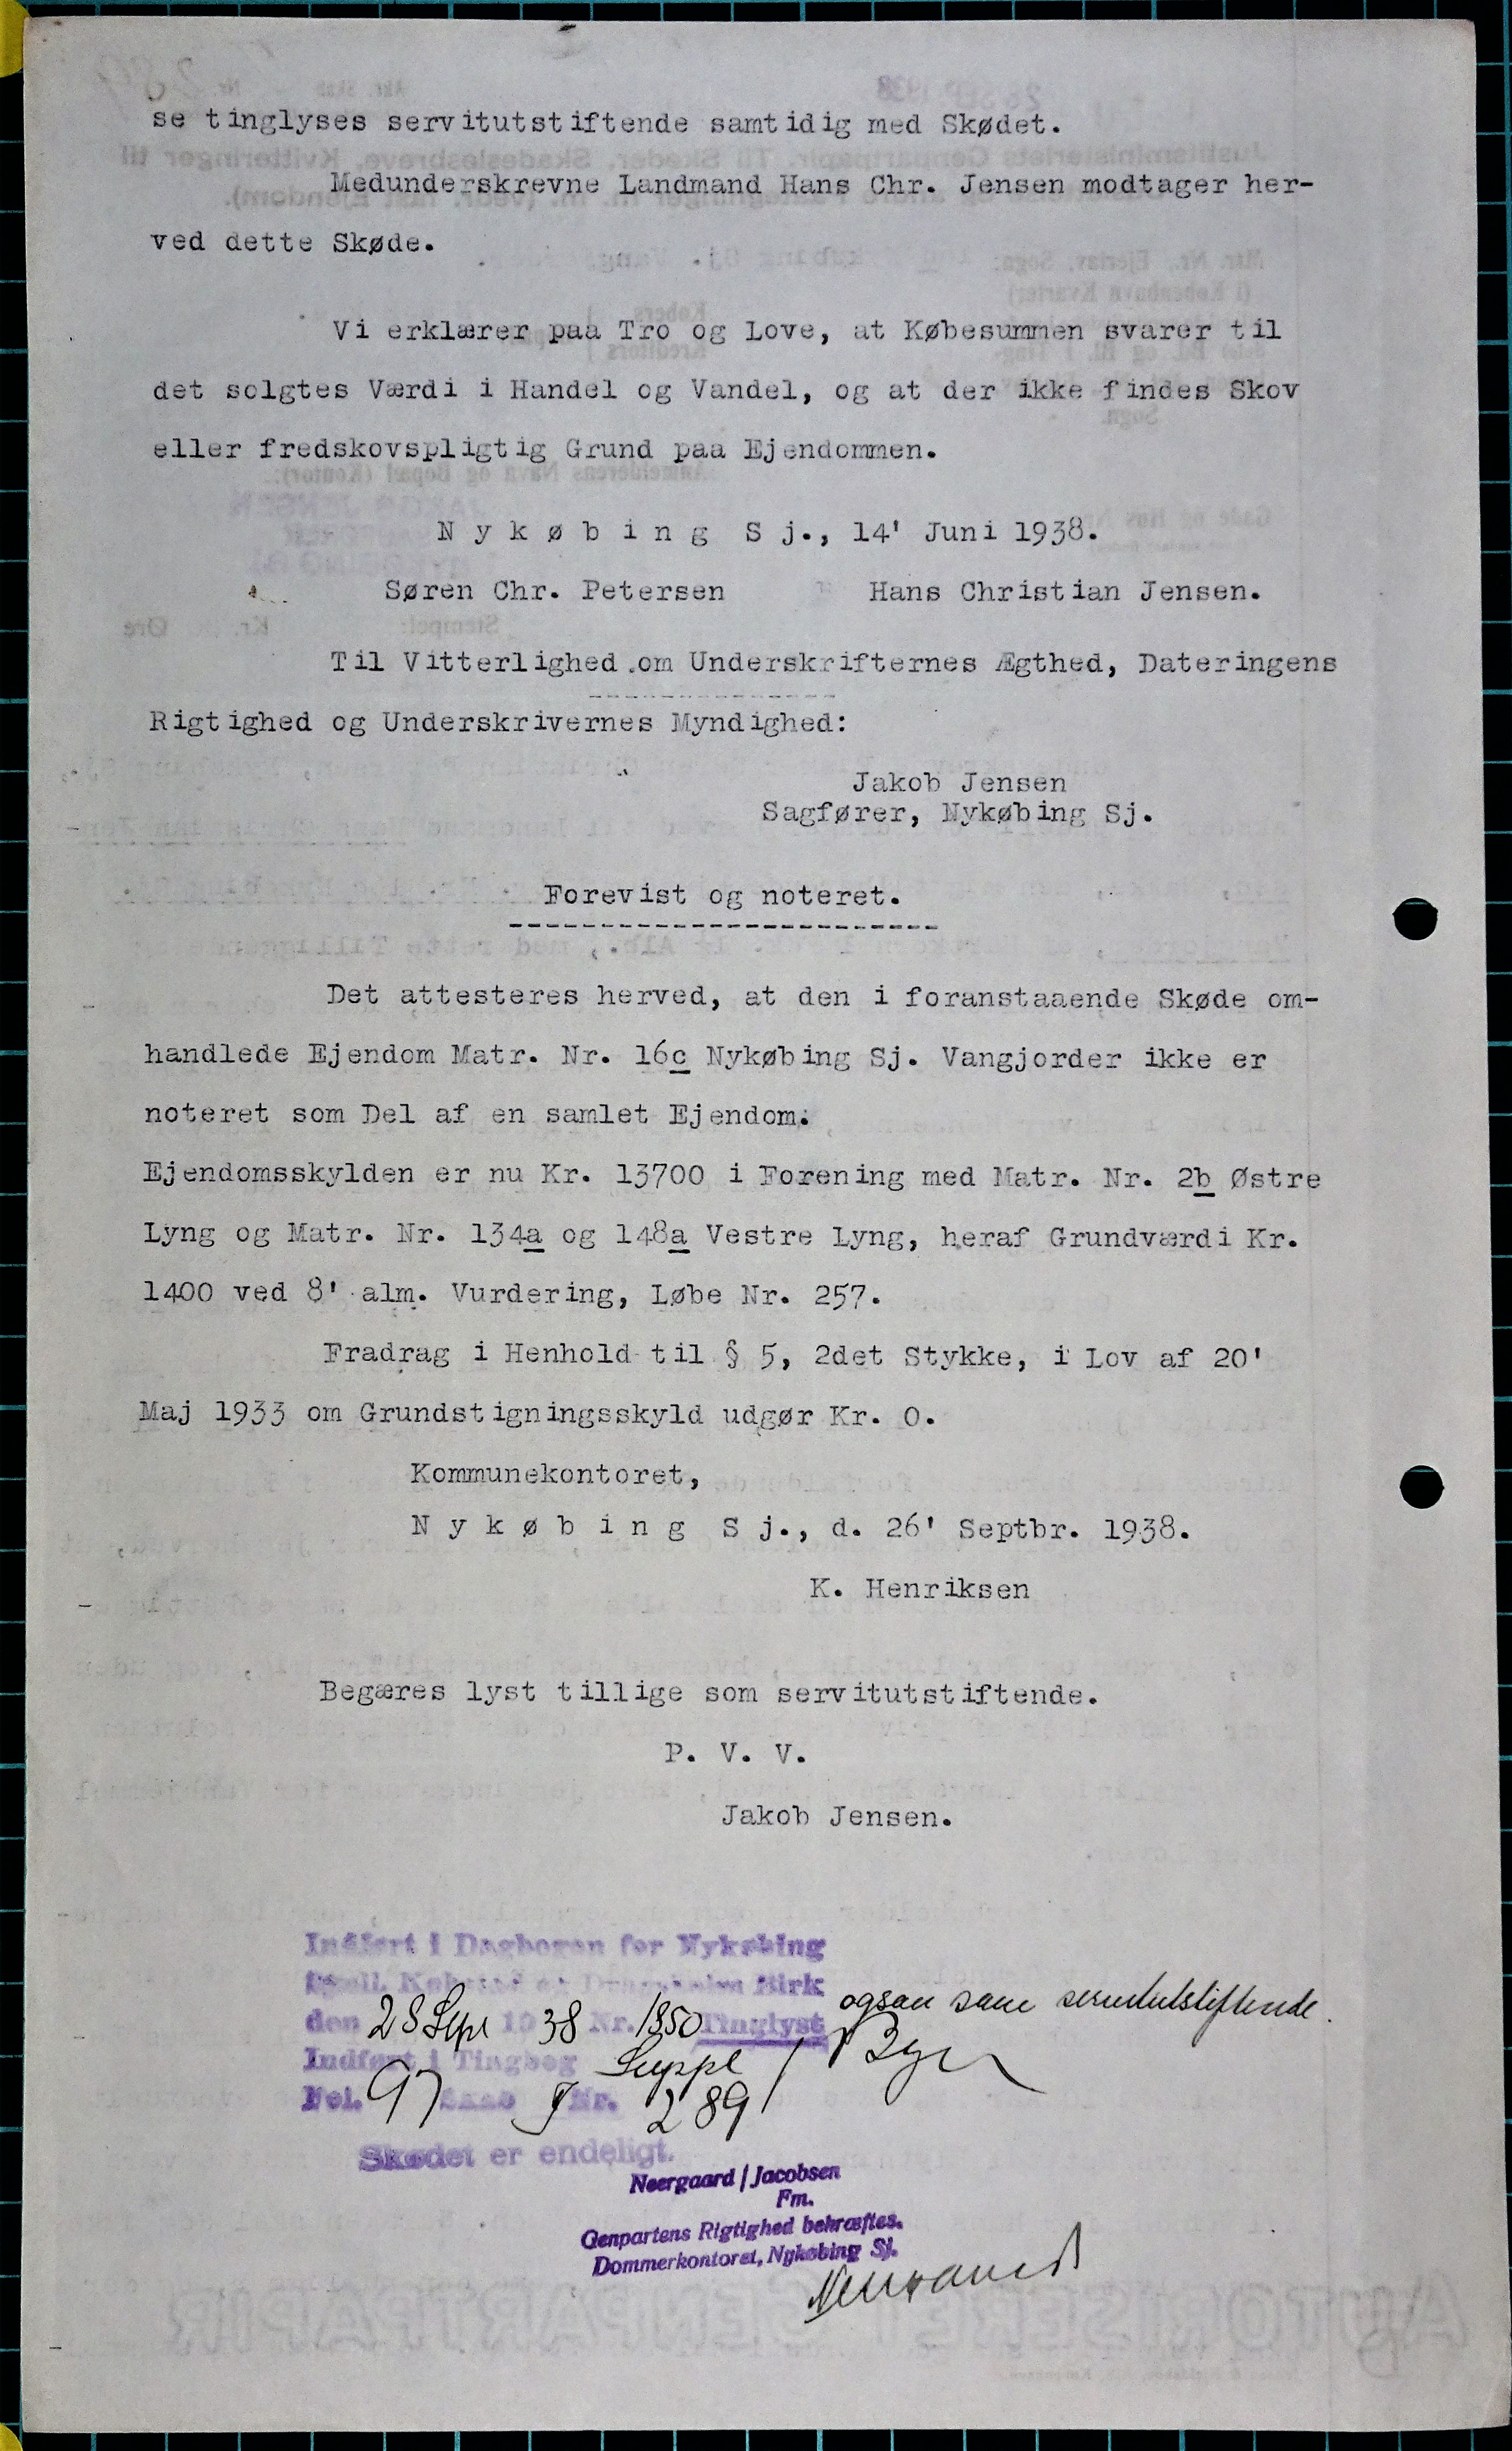 se tinglyses servitutstiftende samtidig med Skødet.
Medunderskrevne Landmand Hans Chr. Jensen modtager her-
ved dette Skøde.
Vi erklærer paa Tro og Love, at Købesummen svarer til
det solgtes Værdi i Handel og Vandel, og at der ikke findes Skov
eller fredskovspligtig Grund paa Ejendommen.
N y k ø b i n g S j., 14' Juni 1938.
Søren Chr. Petersen Hans Christian Jensen.
Til Vitterlighed om Underskrifternes Ægthed, Dateringens
Rigtighed og Underskrivernes Myndighed:
Jakob Jensen
Sagfører, Nykøbing Sj.
Forevist og noteret.
Det attesteres herved, at den i foranstaaende Skøde om-
handlede Ejendom Matr. Nr. 16c Nykøbing Sj. Vangjorder ikke er
noteret som Del af en samlet Ejendom.
Ejendomsskylden er nu Kr. 13700 i Forening med Matr. Nr. 2b Østre
Lyng og Matr. Nr. 134a og 148a Vestre Lyng, heraf Grundværdi Kr.
1400 ved 8' alm. Vurdering, Løbe Nr. 257.
Fradrag i Henhold til § 5, 2det Stykke, i Lov af 20'
Maj 1933 om Grundstigningsskyld udgør Kr. 0.
Kommunekontoret,
N y k ø b i n g S j., d. 26' Septbr. 1938.
K. Henriksen
Begæres lyst tillige som servitutstiftende.
P. V. V.
Jakob Jensen.
Indført i Dagbogen for Nykøbing
Sjæll. Købstad Birk
den 28 Sept 19 38 Nr. 1850 Tinglyst ogsaa som servitutstiftende.
Indført i Tingbog Suppl
Fol. 97 Skab J Nr. 289
Skødet er endeligt.
Neergaard / Jacobsen
Fm.
Genpartens Rigtighed bekræftes.
Dommerkontoret, Nykøbing Sj.